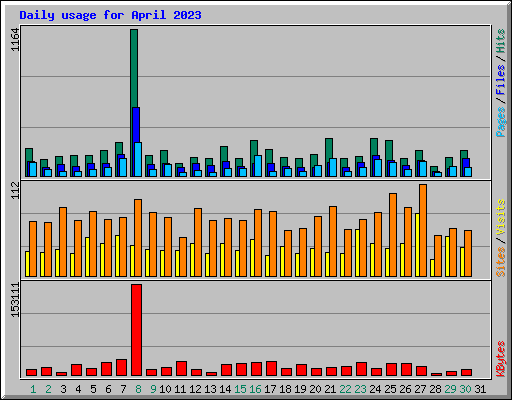 Daily usage for April 2023
1164
Pages / Files / Hits
112
Sites / Visits
153111
KBytes
1 2 3 4 5 6 7 8 9 10 11 12 13 14 15 16 17 18 19 20 21 22 23 24 25 26 27 28 29 30 31